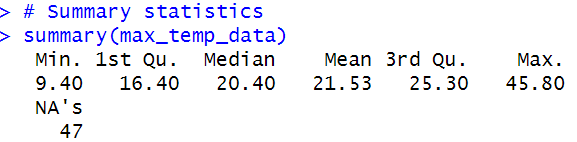 > # Summary statistics
> summary(max_temp_data)
   Min. 1st Qu.  Median    Mean 3rd Qu.    Max.
   9.40   16.40   20.40   21.53   25.30   45.80
   NA's
     47